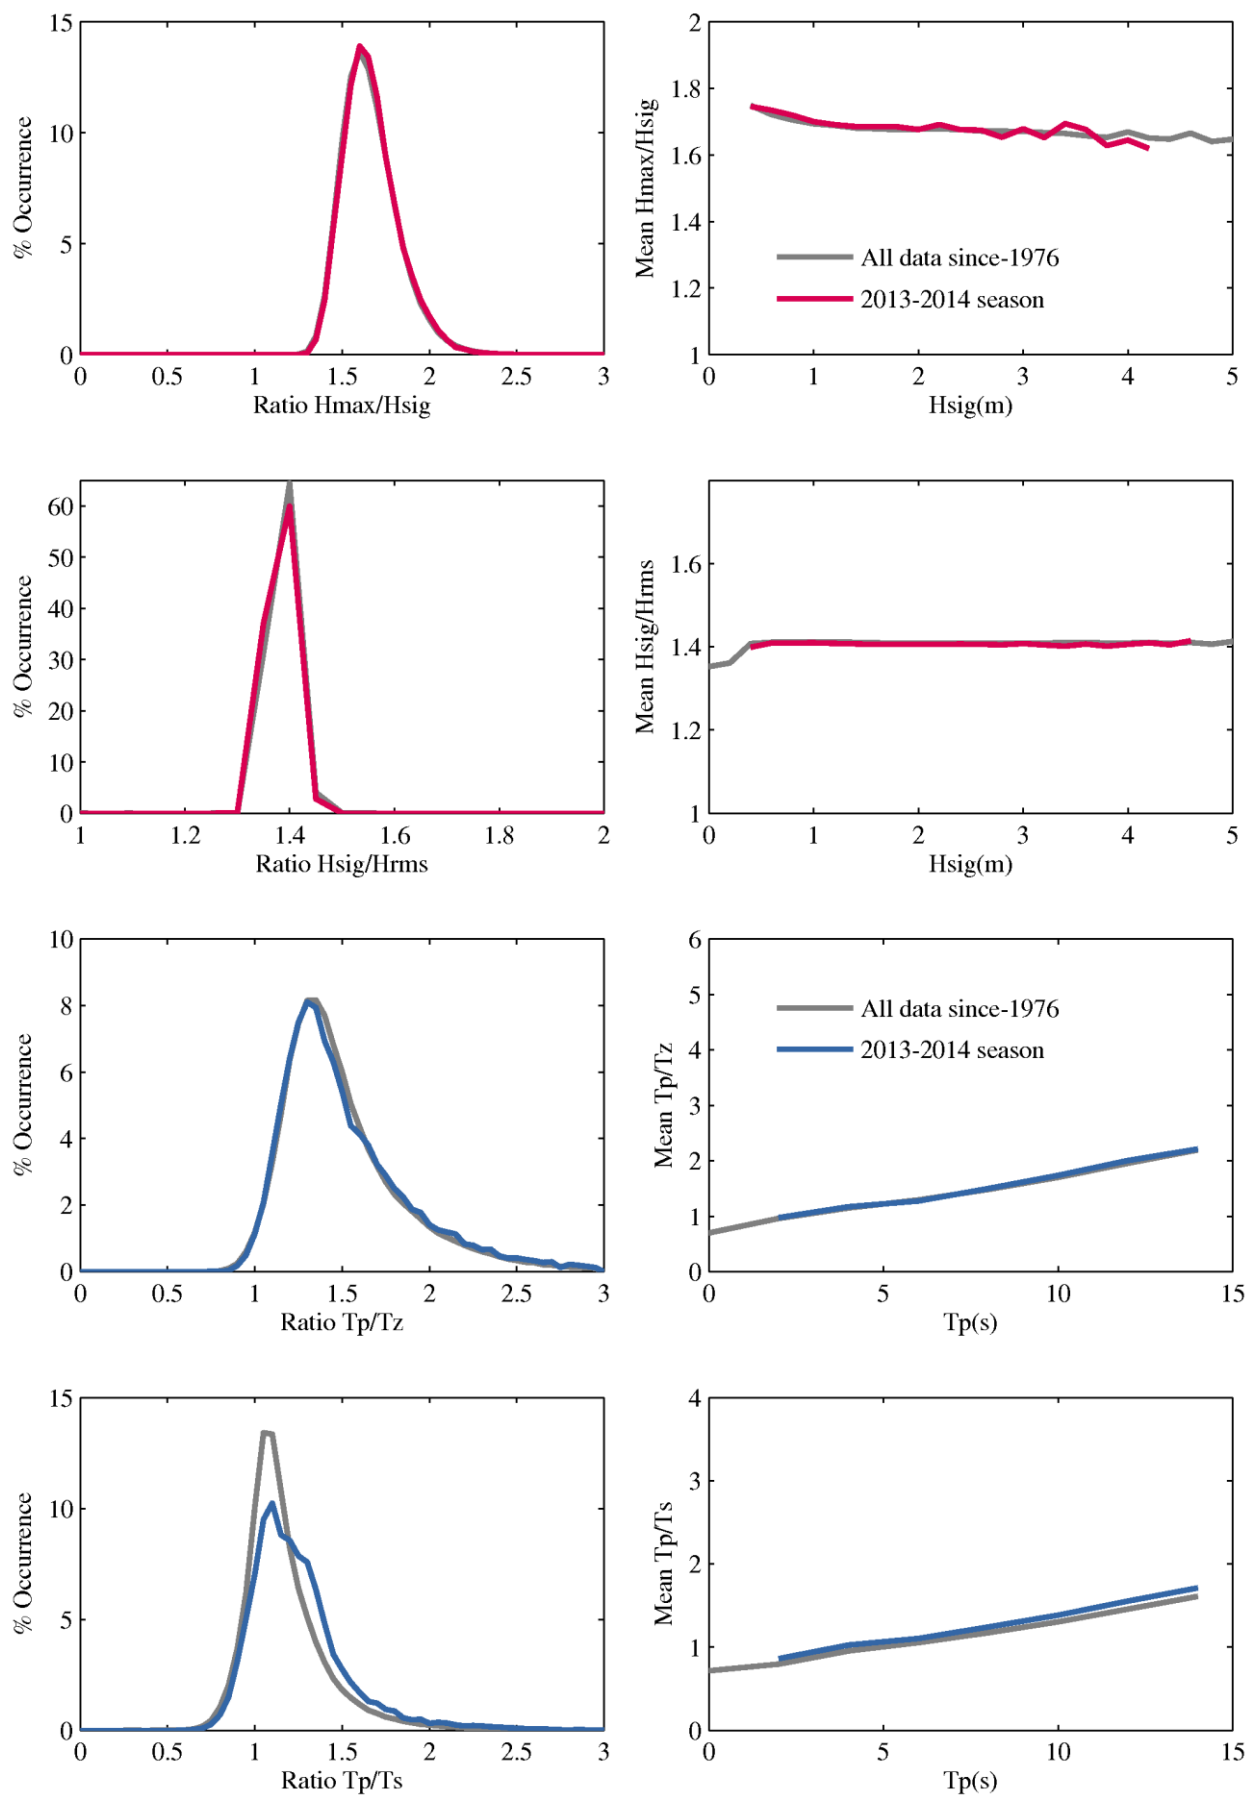 15
10
5
0
% Occurrence
0 0.5 1 1.5 2 2.5 3
Ratio Hmax/Hsig
2
1.8
1.6
1.4
1.2
1
Mean Hmax/Hsig
All data since-1976
2013-2014 season
0 1 2 3 4 5
Hsig(m)
60
50
40
30
20
10
0
% Occurrence
1 1.2 1.4 1.6 1.8 2
Ratio Hsig/Hrms
1.6
1.4
1.2
1
Mean Hsig/Hrms
0 1 2 3 4 5
Hsig(m)
10
8
6
4
2
0
% Occurrence
0 0.5 1 1.5 2 2.5 3
Ratio Tp/Tz
6
5
4
3
2
1
0
Mean Tp/Tz
All data since-1976
2013-2014 season
0 5 10 15
Tp(s)
15
10
5
0
% Occurrence
0 0.5 1 1.5 2 2.5 3
Ratio Tp/Ts
4
3
2
1
0
Mean Tp/Ts
0 5 10 15
Tp(s)